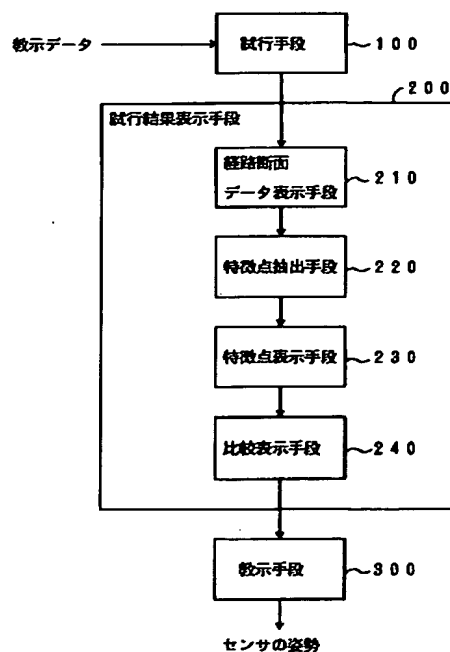 教示データ
試行手段
100
200
試行結果表示手段
経路断面
データ表示手段
210
特徴点抽出手段
220
特徴点表示手段
230
比較表示手段
240
教示手段
300
センサの姿勢